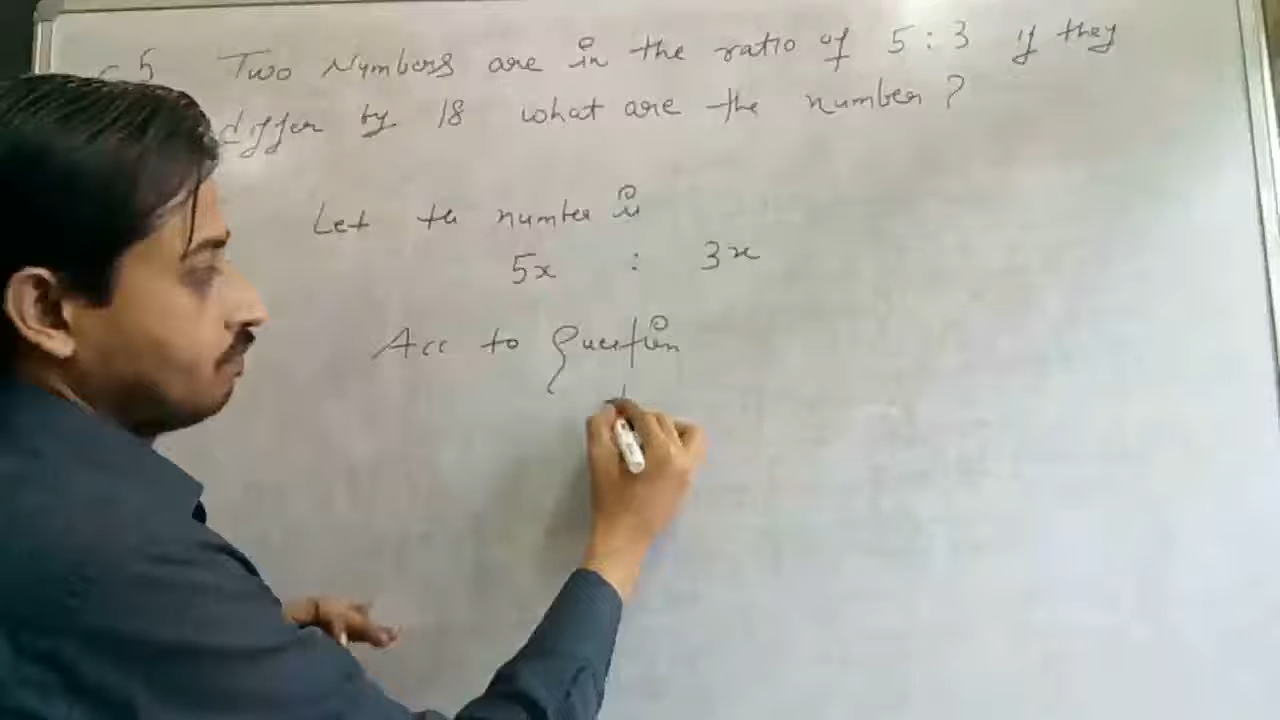 5 Two Numbers are in the ratio of 5:3 if they
differ by 18 what are the number?
Let the number is
5x : 3x
Acc to Question